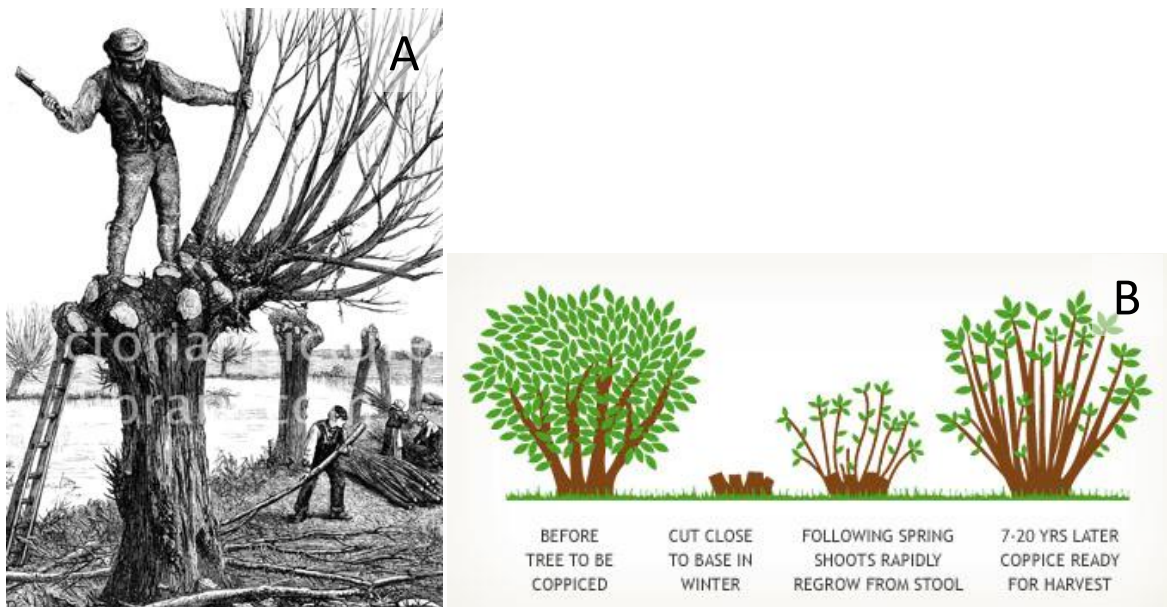 A
B
BEFORE
TREE TO BE
COPPICED
CUT CLOSE
TO BASE IN
WINTER
FOLLOWING SPRING
SHOOTS RAPIDLY
REGROW FROM STOOL
7-20 YRS LATER
COPPICE READY
FOR HARVEST